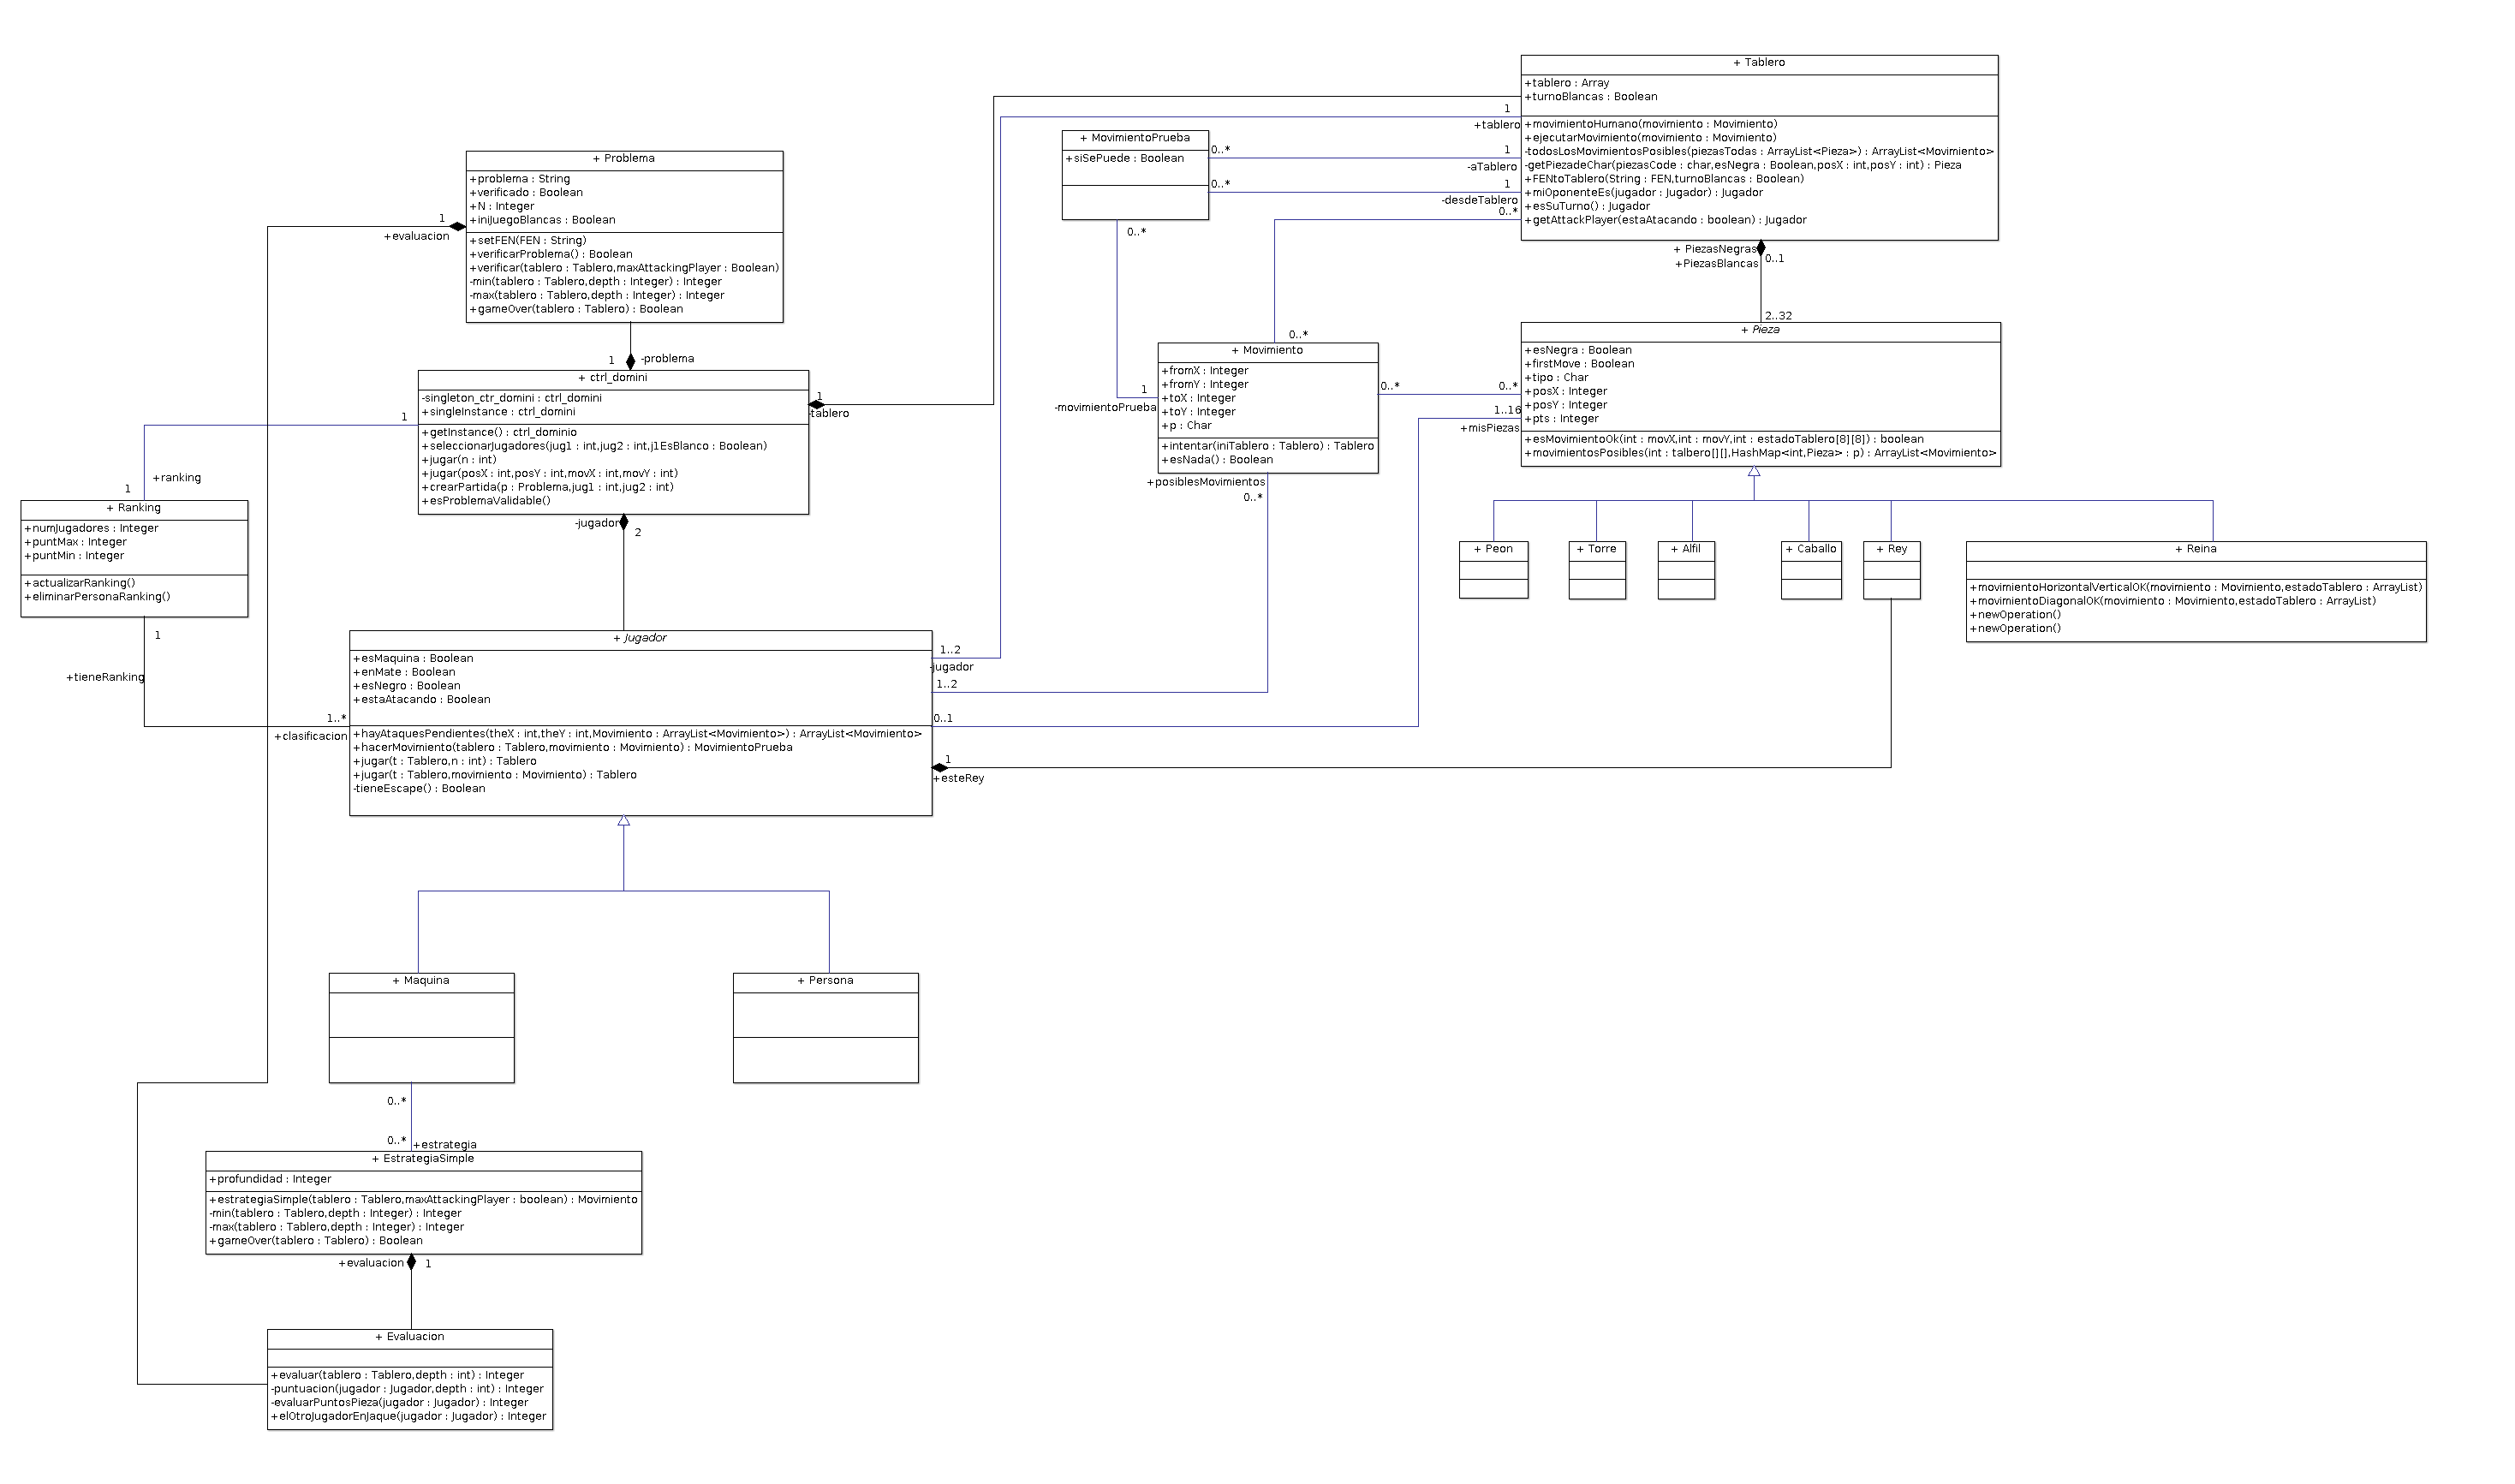 + Tablero
+tablero : Array
+turnoBlancas : Boolean
+movimientoHumano(movimiento : Movimiento)
+ejecutarMovimiento(movimiento : Movimiento)
-todosLosMovimientosPosibles(piezasTodas : ArrayList<Pieza>) : ArrayList<Movimiento>
-getPiezadeChar(piezasCode : char,esNegra : Boolean,posX : int,posY : int) : Pieza
+FENtoTablero(String : FEN,turnoBlancas : Boolean)
+miOponenteEs(jugador : Jugador) : Jugador
+esSuTurno() : Jugador
+getAttackPlayer(estaAtacando : boolean) : Jugador
1
+tablero
1
-aTablero
1
-desdeTablero
0..*
+ MovimientoPrueba
+siSePuede : Boolean
0..*
0..*
0..*
+ PiezasNegras
+PiezasBlancas
0..1
2..32
+ Problema
+problema : String
+verificado : Boolean
+N : Integer
+iniJuegoBlancas : Boolean
+setFEN(FEN : String)
+verificarProblema() : Boolean
+verificar(tablero : Tablero,maxAttackingPlayer : Boolean)
-min(tablero : Tablero,depth : Integer) : Integer
-max(tablero : Tablero,depth : Integer) : Integer
+gameOver(tablero : Tablero) : Boolean
1
+evaluacion
1
-problema
+ ctrl_domini
-singleton_ctr_domini : ctrl_domini
+singleInstance : ctrl_domini
+getInstance() : ctrl_dominio
+seleccionarJugadores(jug1 : int,jug2 : int,j1EsBlanco : Boolean)
+jugar(n : int)
+jugar(posX : int,posY : int,movX : int,movY : int)
+crearPartida(p : Problema,jug1 : int,jug2 : int)
+esProblemaValidable()
1
-tablero
1
+ranking
1
-jugador
2
+ Movimiento
+fromX : Integer
+fromY : Integer
+toX : Integer
+toY : Integer
+p : Char
+intentar(iniTablero : Tablero) : Tablero
+esNada() : Boolean
0..*
1
-movimientoPrueba
0..*
0..*
1..16
+misPiezas
+posiblesMovimientos
0..*
+ Pieza
+esNegra : Boolean
+firstMove : Boolean
+tipo : Char
+posX : Integer
+posY : Integer
+pts : Integer
+esMovimientoOk(int : movX,int : movY,int : estadoTablero[8][8]) : boolean
+movimientosPosibles(int : talbero[][],HashMap<int,Pieza> : p) : ArrayList<Movimiento>
+ Peon
+ Torre
+ Alfil
+ Caballo
+ Rey
+ Reina
+movimientoHorizontalVerticalOK(movimiento : Movimiento,estadoTablero : ArrayList)
+movimientoDiagonalOK(movimiento : Movimiento,estadoTablero : ArrayList)
+newOperation()
+newOperation()
+ Ranking
+numJugadores : Integer
+puntMax : Integer
+puntMin : Integer
+actualizarRanking()
+eliminarPersonaRanking()
1
+tieneRanking
1..*
+clasificacion
+ Jugador
+esMaquina : Boolean
+enMate : Boolean
+esNegro : Boolean
+estaAtacando : Boolean
+hayAtaquesPendientes(theX : int,theY : int,Movimiento : ArrayList<Movimiento>) : ArrayList<Movimiento>
+hacerMovimiento(tablero : Tablero,movimiento : Movimiento) : MovimientoPrueba
+jugar(t : Tablero,n : int) : Tablero
+jugar(t : Tablero,movimiento : Movimiento) : Tablero
-tieneEscape() : Boolean
1..2
-jugador
1..2
0..1
1
+esteRey
+ Maquina
+ Persona
0..*
0..*
+estrategia
+ EstrategiaSimple
+profundidad : Integer
+estrategiaSimple(tablero : Tablero,maxAttackingPlayer : boolean) : Movimiento
-min(tablero : Tablero,depth : Integer) : Integer
-max(tablero : Tablero,depth : Integer) : Integer
+gameOver(tablero : Tablero) : Boolean
+evaluacion
1
+ Evaluacion
+evaluar(tablero : Tablero,depth : int) : Integer
-puntuacion(jugador : Jugador,depth : int) : Integer
-evaluarPuntosPieza(jugador : Jugador) : Integer
+elOtroJugadorEnJaque(jugador : Jugador) : Integer